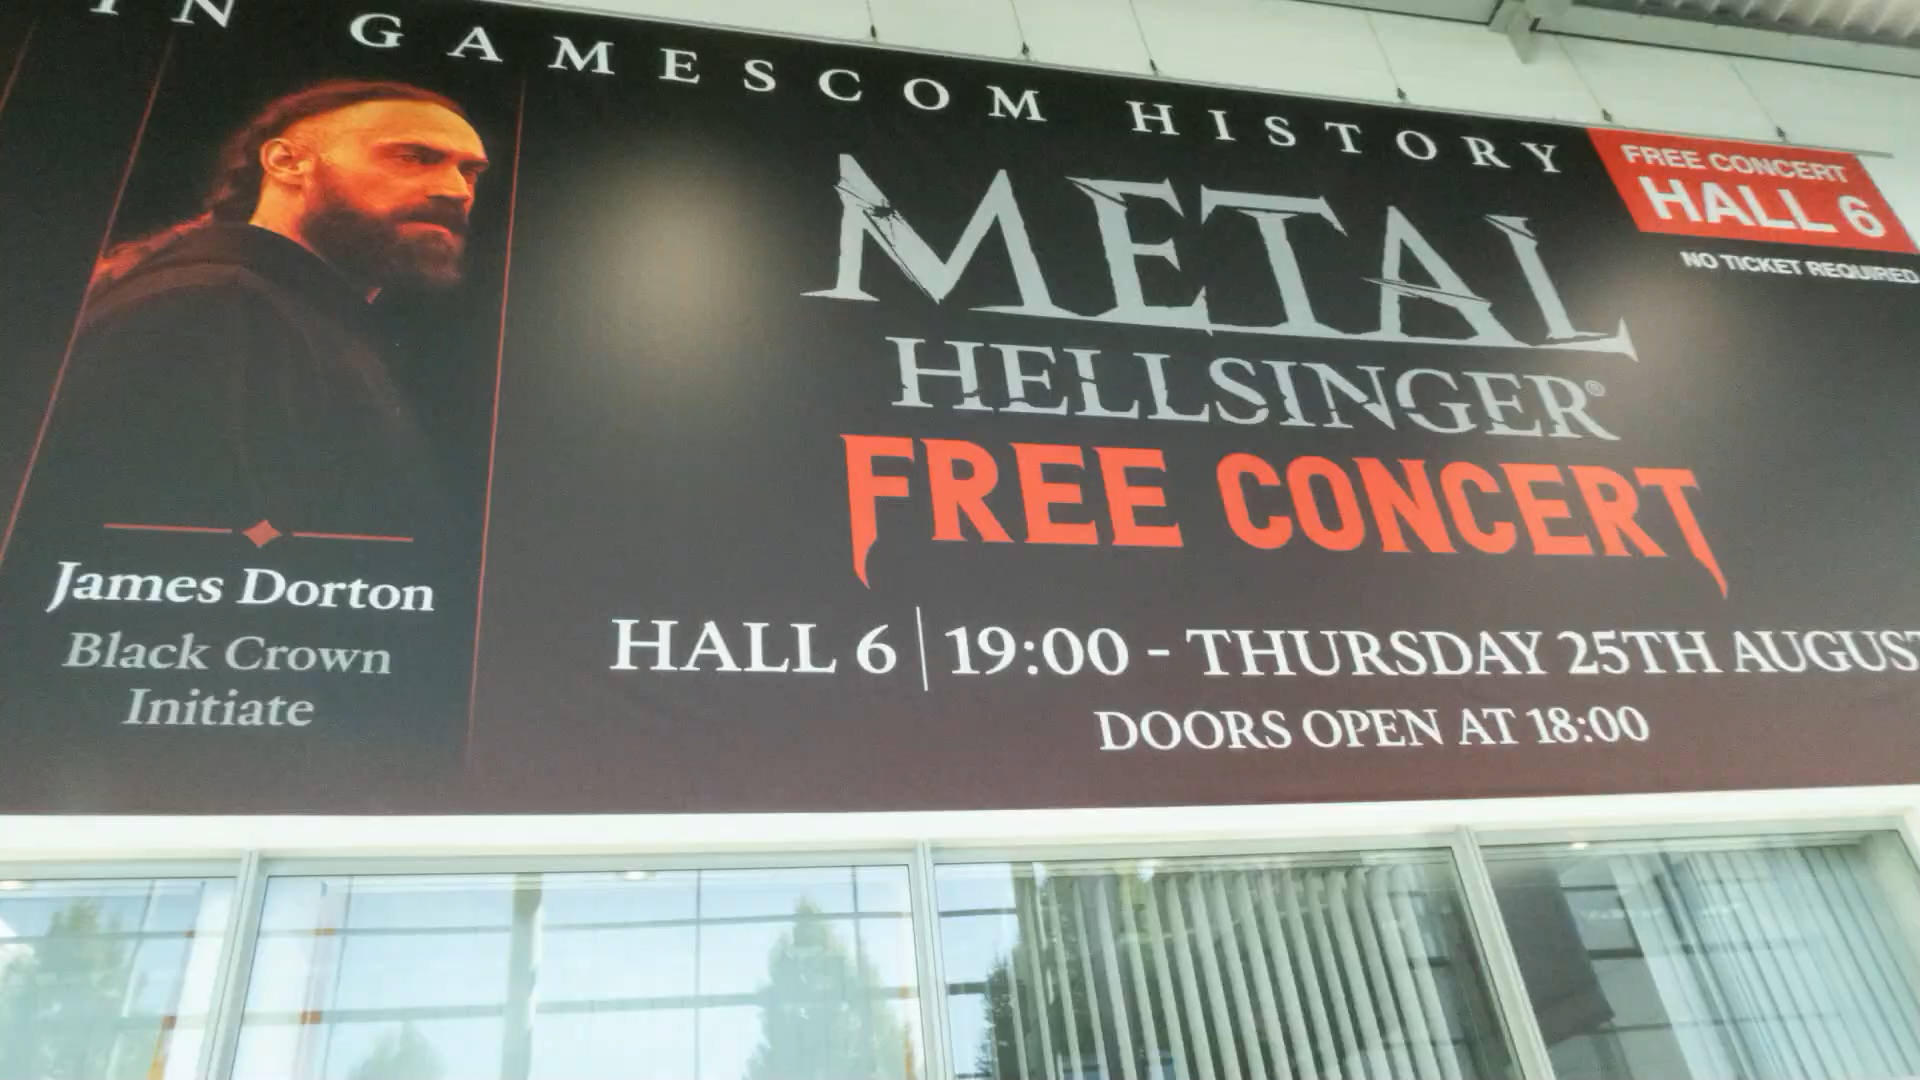 IN GAMESCOM HISTORY
FREE CONCERT
HALL 6
NO TICKET REQUIRED
METAL
HELLSINGER®
FREE CONCERT
HALL 6 | 19:00 - THURSDAY 25TH AUGUST
DOORS OPEN AT 18:00
James Dorton
Black Crown
Initiate